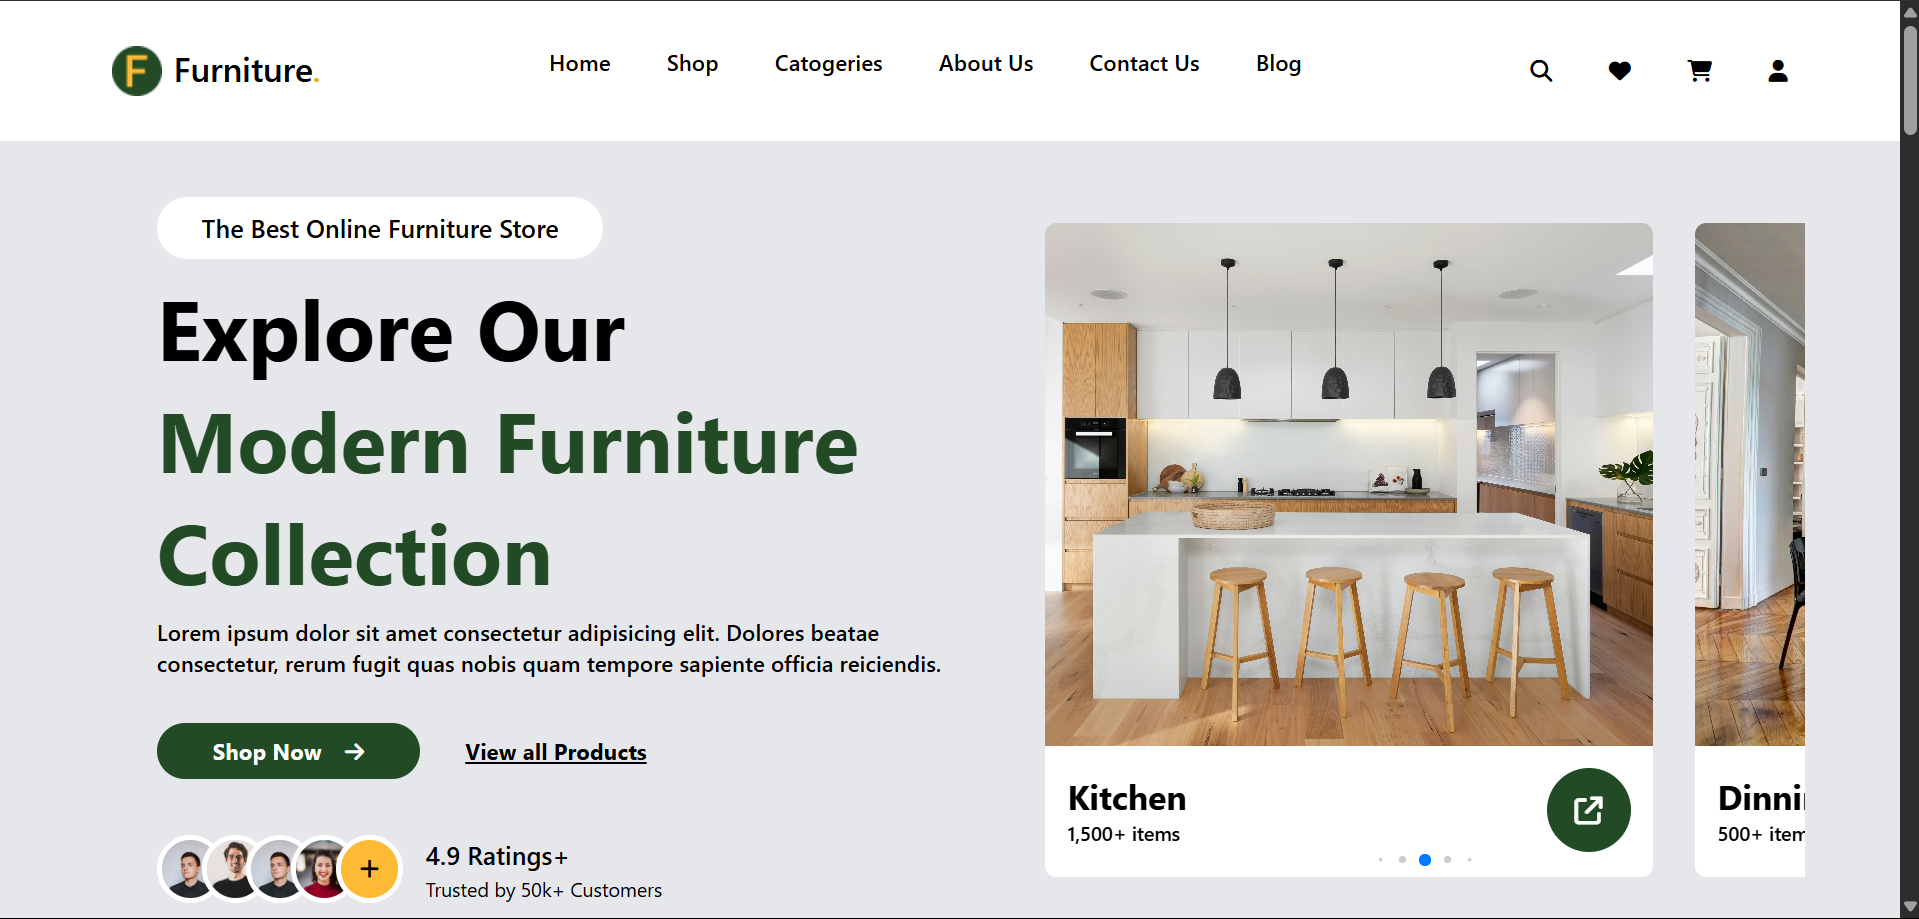 F Furniture.
Home Shop Catogeries About Us Contact Us Blog
The Best Online Furniture Store
Explore Our
Modern Furniture
Collection
Lorem ipsum dolor sit amet consectetur adipisicing elit. Dolores beatae
consectetur, rerum fugit quas nobis quam tempore sapiente officia reiciendis.
Shop Now
View all Products
+
4.9 Ratings+
Trusted by 50k+ Customers
Kitchen
1,500+ items
Dinni
500+ item